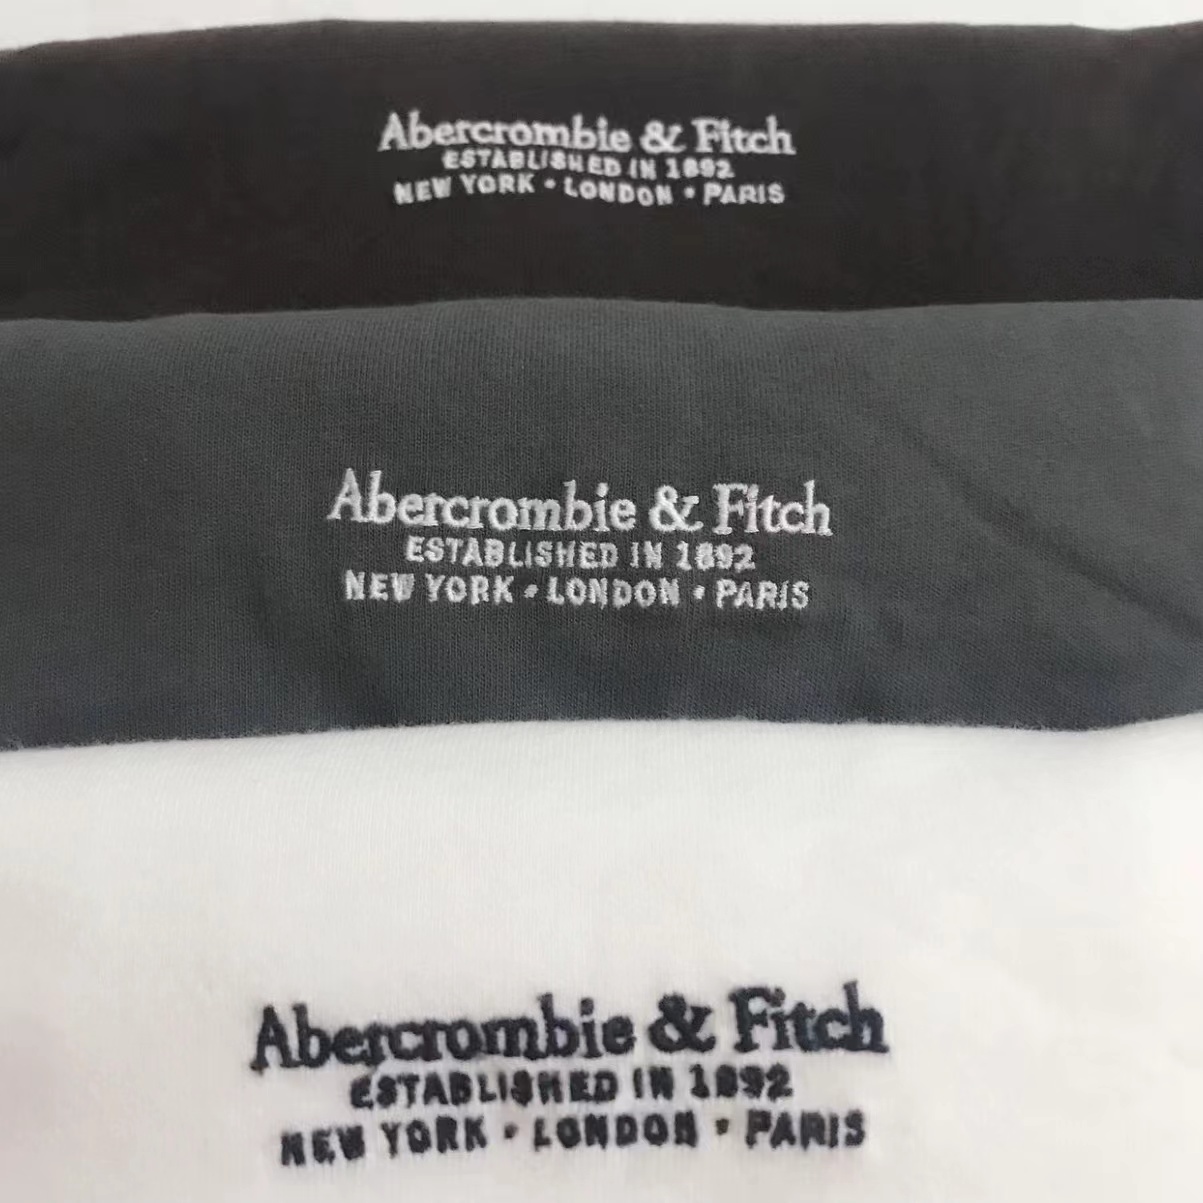 Abercrombie & Fitch
ESTABLISHED IN 1892
NEW YORK • LONDON • PARIS
Abercrombie & Fitch
ESTABLISHED IN 1892
NEW YORK • LONDON • PARIS
Abercrombie & Fitch
ESTABLISHED IN 1892
NEW YORK • LONDON • PARIS